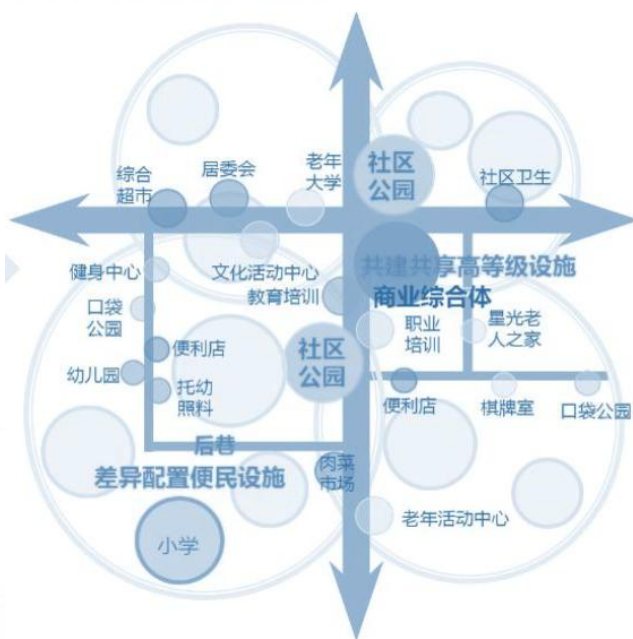 综合
超市
居委会
老年
大学
社区
公园
社区卫生
健身中心
文化活动中心
教育培训
共建共享高等级设施
商业综合体
口袋
公园
职业
培训
星光老
人之家
便利店
幼儿园
托幼
照料
社区
公园
便利店
棋牌室
口袋公园
后巷
差异配置便民设施
肉菜
市场
小学
老年活动中心